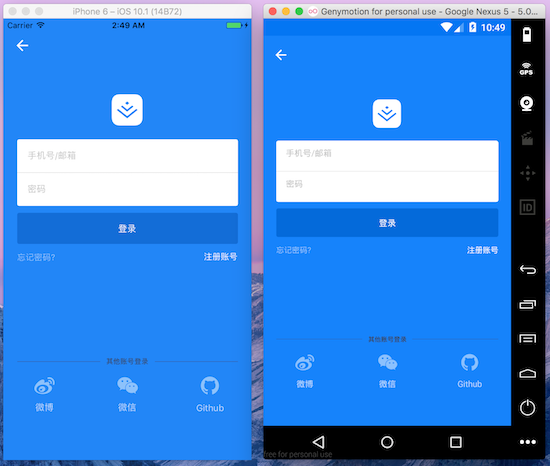 iPhone 6 – iOS 10.1 (14B72)
Carrier
2:49 AM
手机号/邮箱
密码
登录
忘记密码?
注册账号
其他账号登录
微博
微信
Github
Genymotion for personal use - Google Nexus 5 - 5.0...
10:49
手机号/邮箱
密码
登录
忘记密码?
注册账号
其他账号登录
微博
微信
Github
free for personal use
GPS
ID